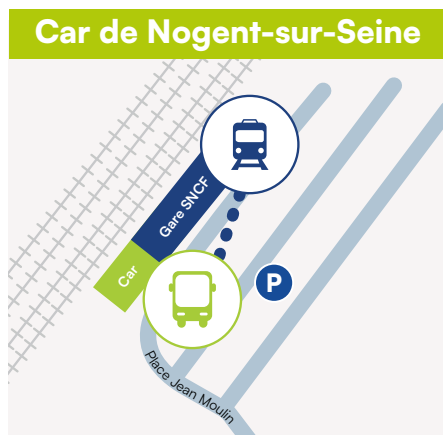 Car de Nogent-sur-Seine
Gare SNCF
Car
P
Place Jean Moulin